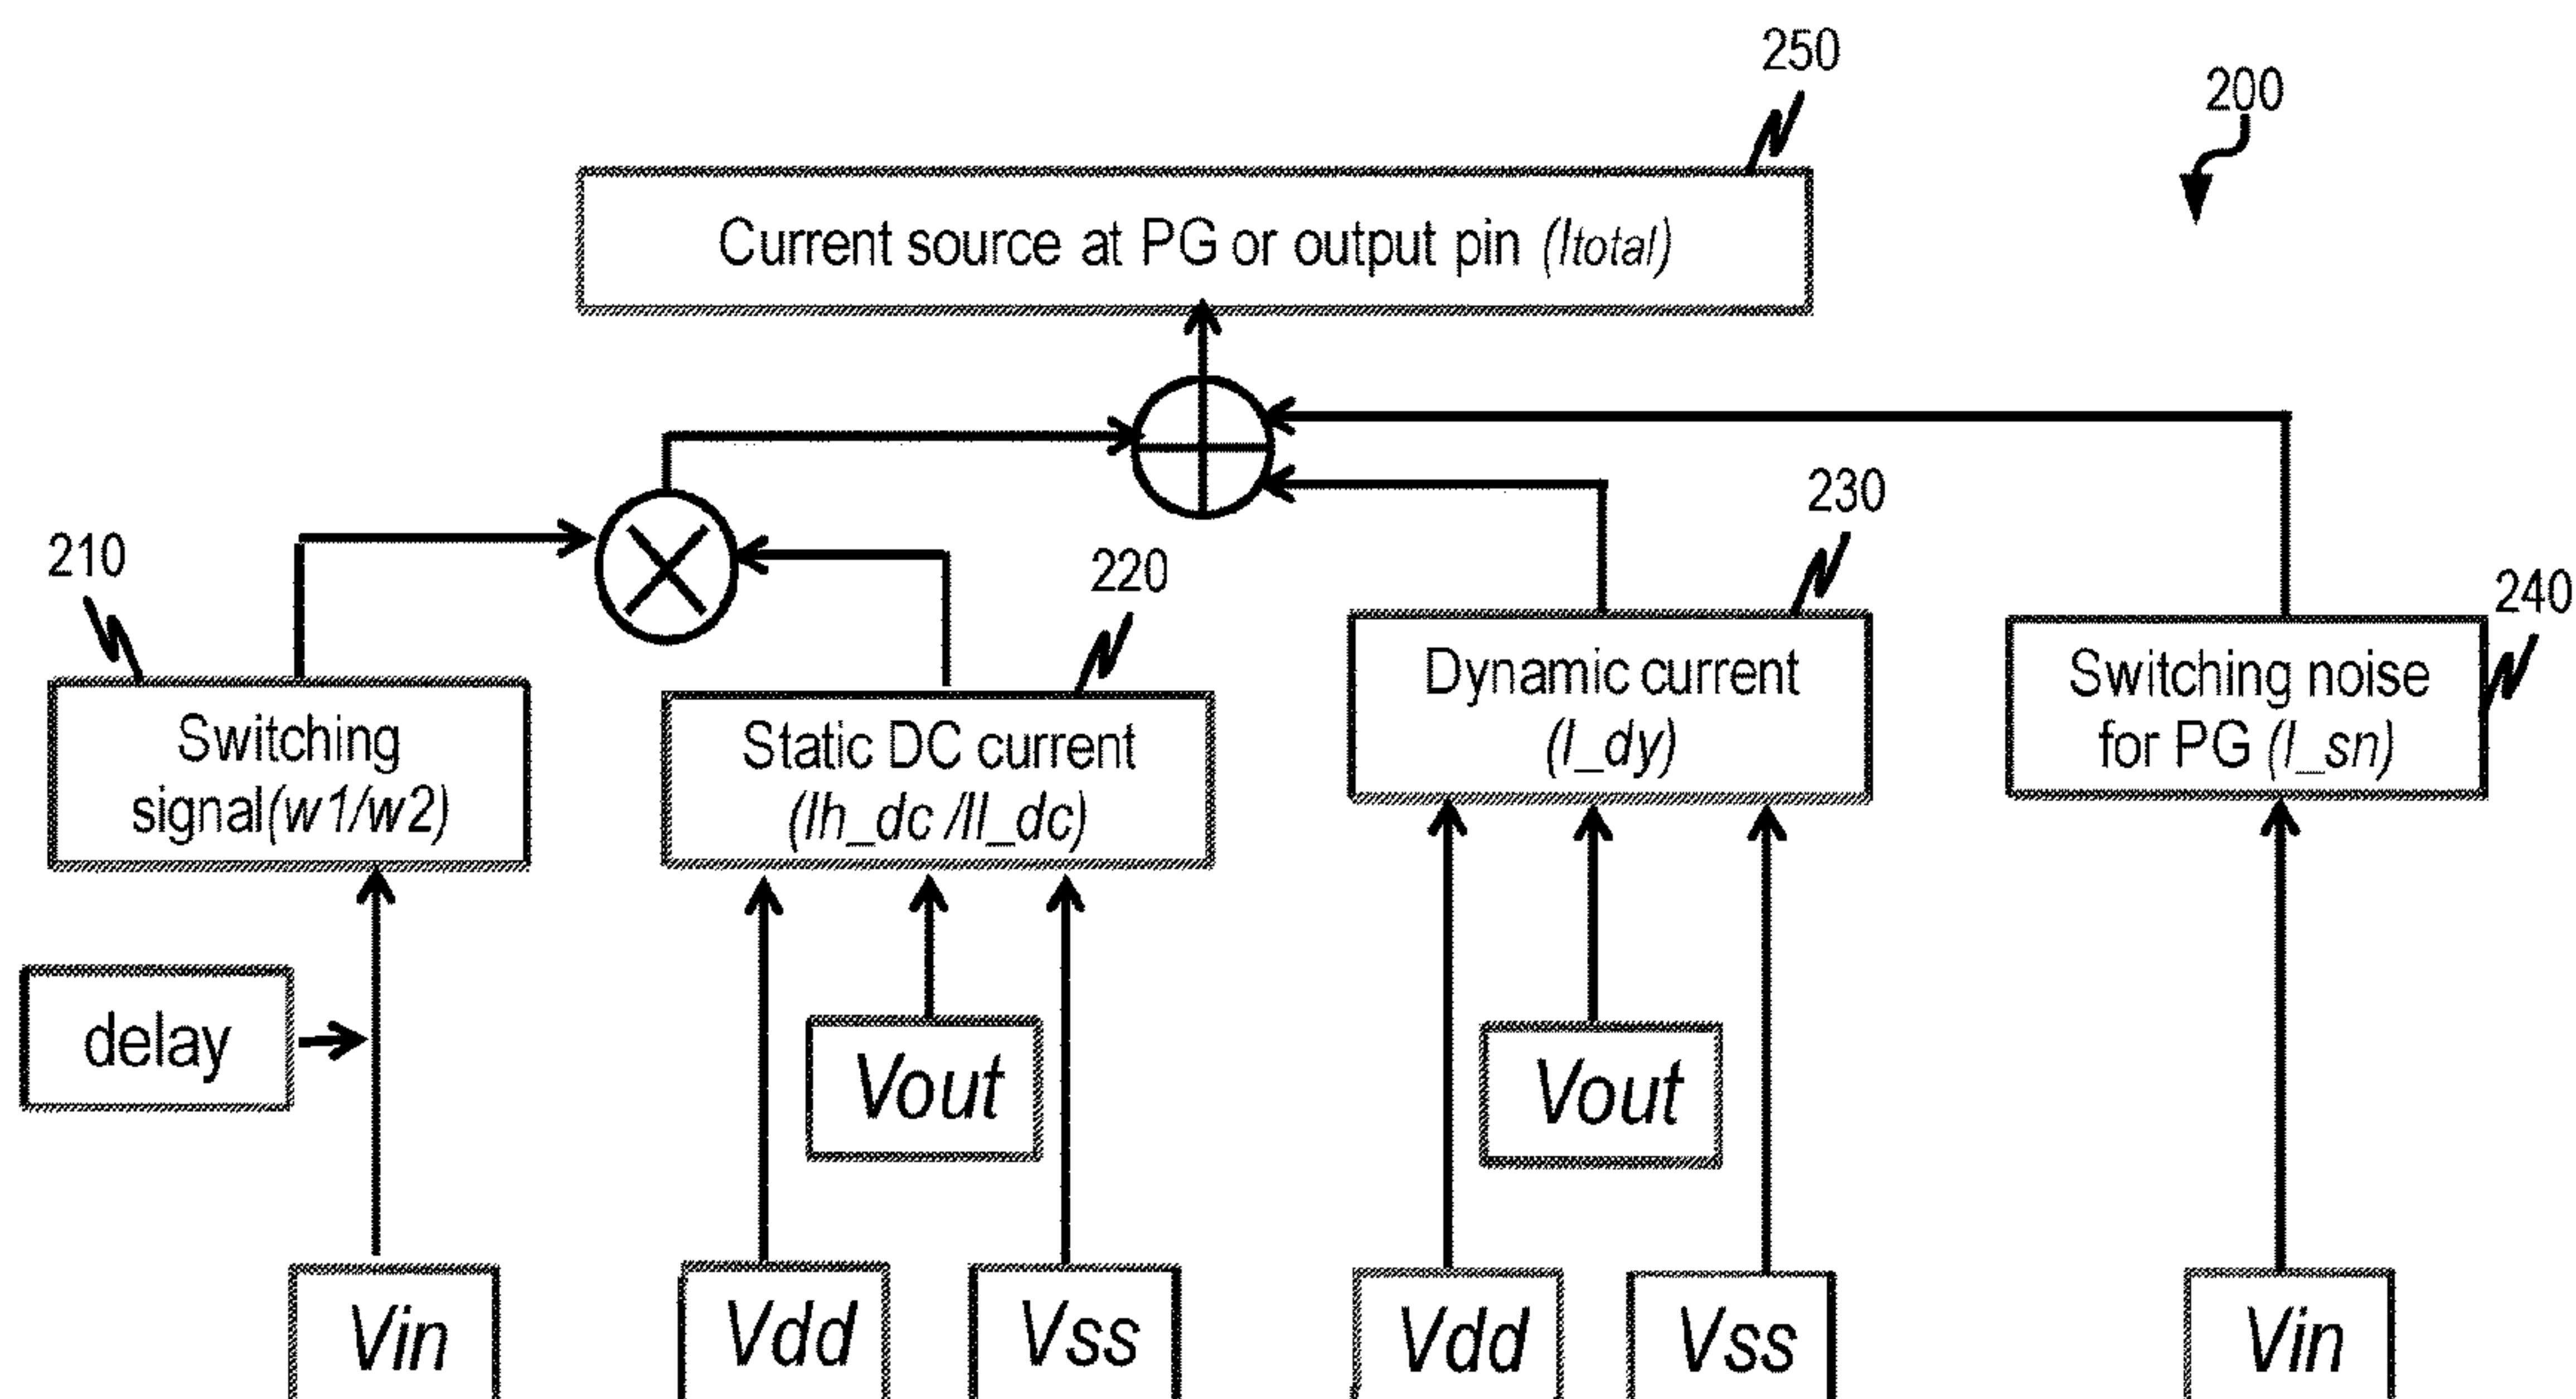 250
200
Current source at PG or output pin (Itotal)
210
220
230
240
Switching
signal(w1/w2)
Static DC current
(Ih_dc /Il_dc)
Dynamic current
(I_dy)
Switching noise
for PG (I_sn)
delay
Vout
Vout
Vin
Vdd
Vss
Vdd
Vss
Vin